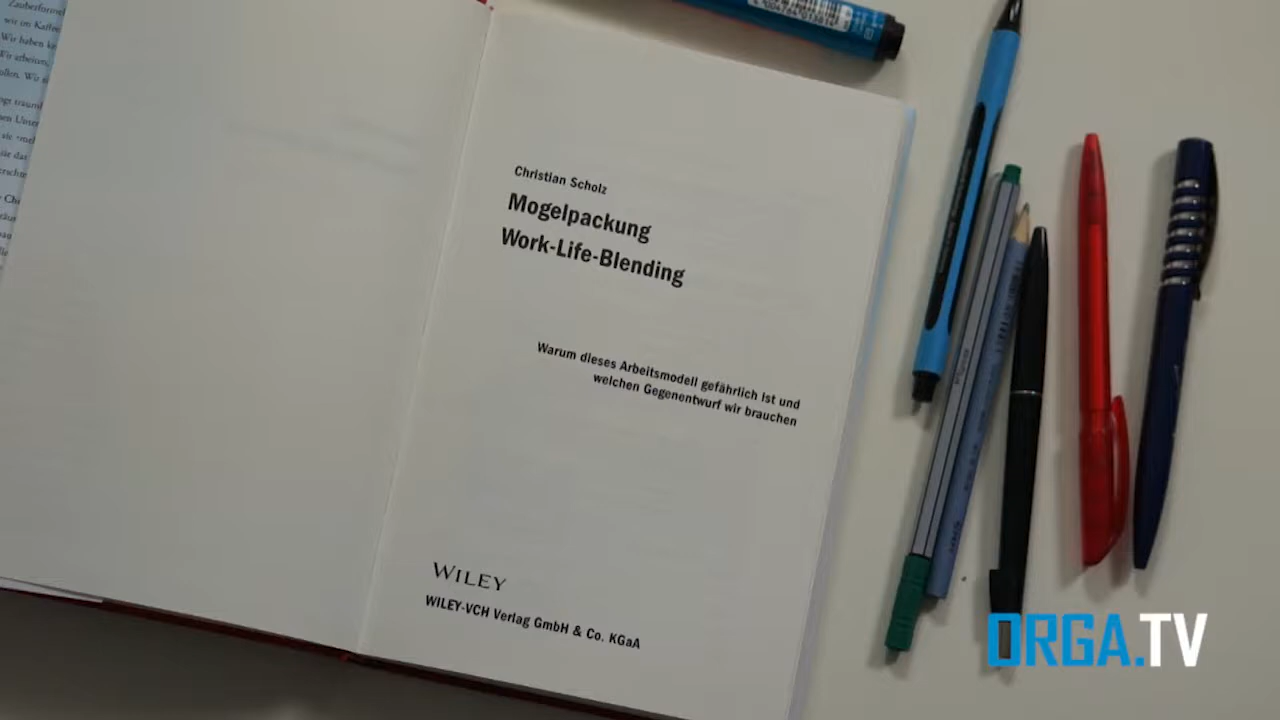 Christian Scholz
Mogelpackung
Work-Life-Blending
Warum dieses Arbeitsmodell gefährlich ist und
welchen Gegenentwurf wir brauchen
WILEY
WILEY-VCH Verlag GmbH & Co. KGaA
ORGA.TV